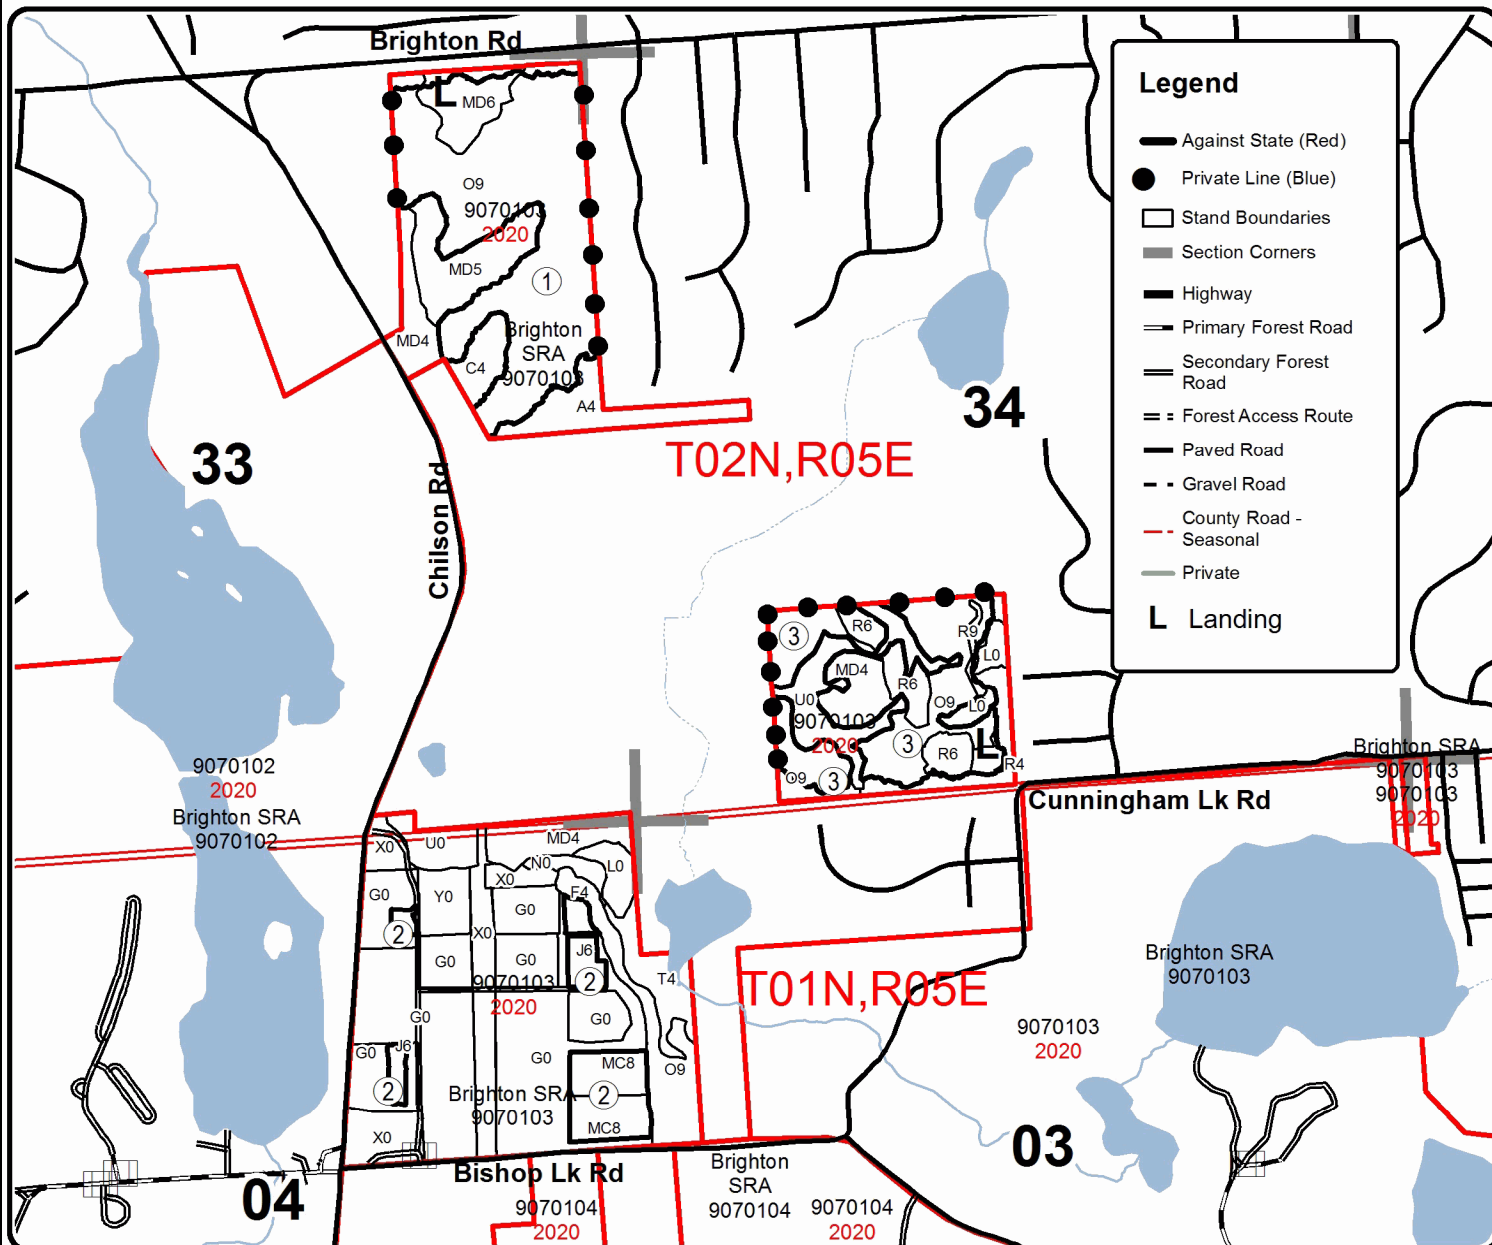 Brighton Rd
L
MD6
O9
9070103
2020
MD5
1
MD4
Brighton
SRA
9070103
C4
A4
Legend
Against State (Red)
Private Line (Blue)
Stand Boundaries
Section Corners
Highway
Primary Forest Road
Secondary Forest
Road
Forest Access Route
Paved Road
Gravel Road
County Road -
Seasonal
Private
L Landing
34
33
T02N,R05E
Chilson Rd
3
R6
R9
L0
MD4
R6
U0
O9
L0
9070103
2020
3
L
R6
R4
O9
3
9070102
2020
Brighton SRA
9070102
Brighton SRA
9070103
9070103
2020
Cunningham Lk Rd
X0
U0
MD4
N0
L0
X0
F4
G0
Y0
G0
2
X0
J6
G0
G0
9070103
2020
2
T4
T01N,R05E
G0
G0
Brighton SRA
9070103
9070103
2020
G0
J6
G0
MC8
O9
2
Brighton SRA
9070103
2
MC8
X0
03
Bishop Lk Rd
04
Brighton
SRA
9070104
9070104
2020
9070104
2020